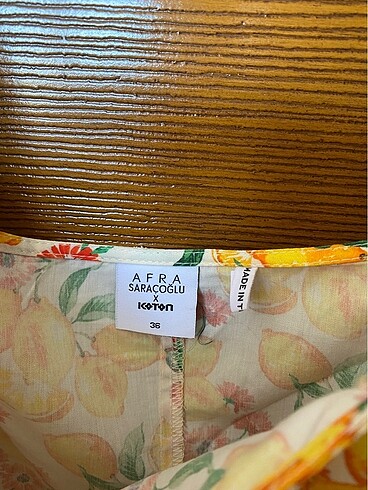 AFRA
SARAÇOĞLU
X
KOTON
36
MADE IN T